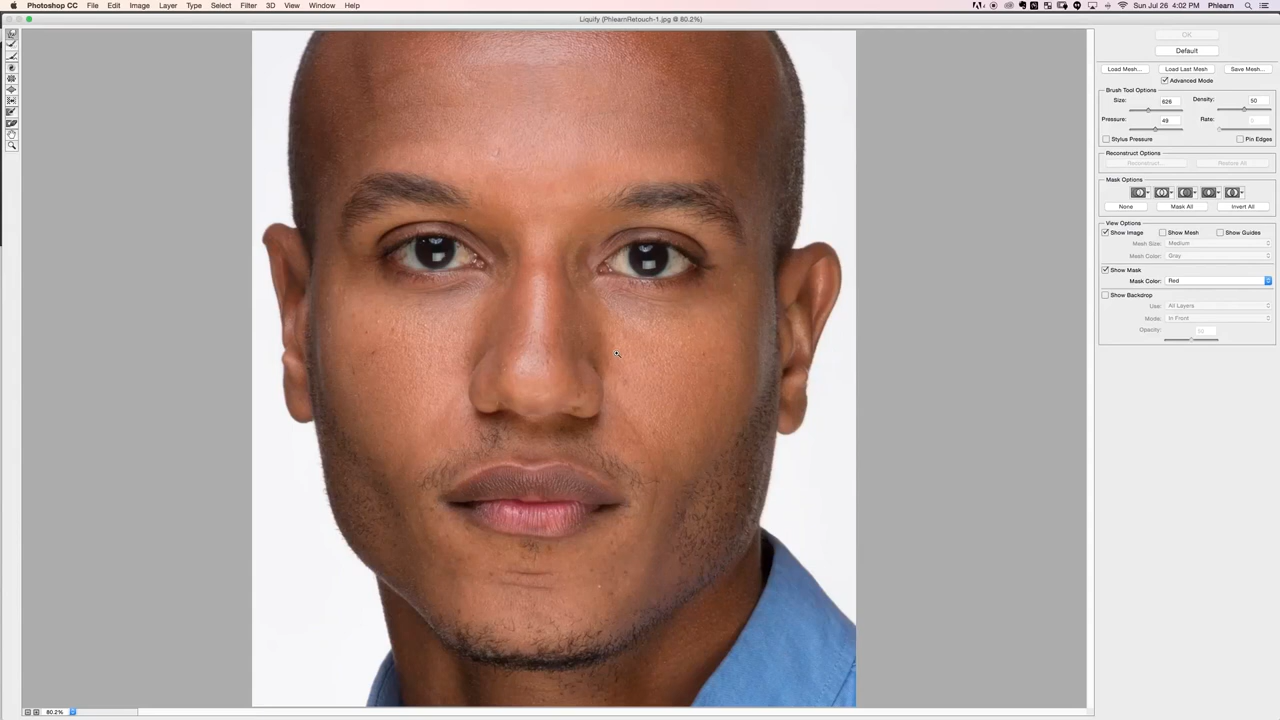 Photoshop CC File Edit Image Layer Type Select Filter 3D View Window Help Sun Jul 26 4:02 PM Phlearn
Liquify (PhlearnRetouch-1.jpg @ 80.2%)
OK
Default
Load Mesh... Load Last Mesh Save Mesh...
Advanced Mode
Brush Tool Options
Size: 626 Density: 50
Pressure: 49 Rate:
Stylus Pressure Pin Edges
Reconstruct Options
Reconstruct... Restore All
Mask Options
None Mask All Invert All
View Options
Show Image Show Mesh Show Guides
Mesh Size: Medium
Mesh Color: Gray
Show Mask
Mask Color: Red
Show Backdrop
Use: All Layers
Mode: In Front
Opacity:
80.2%